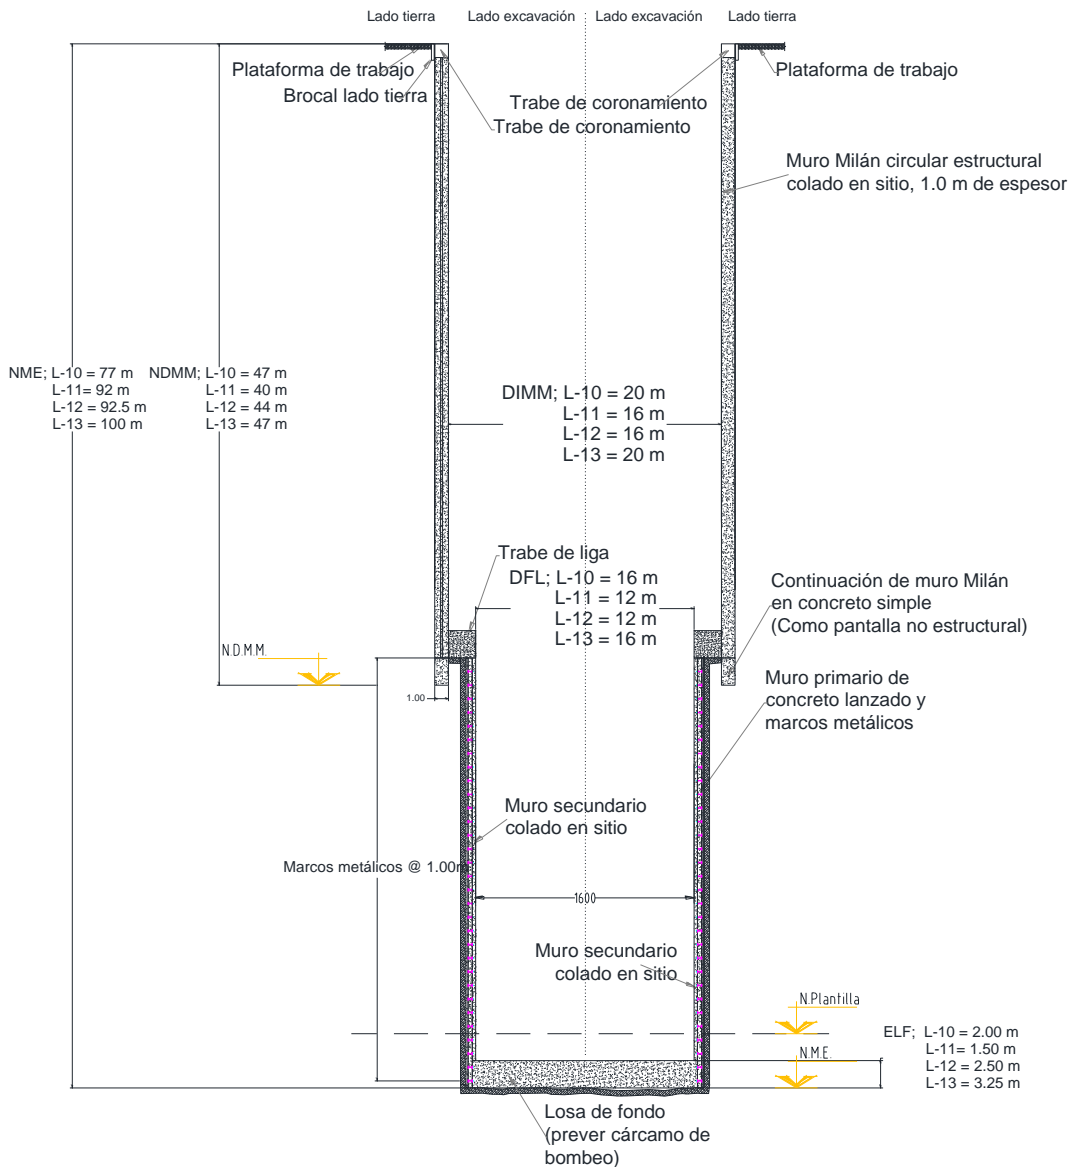 Lado tierra
Lado excavación
Lado excavación
Lado tierra
Plataforma de trabajo
Brocal lado tierra
Trabe de coronamiento
Trabe de coronamiento
Plataforma de trabajo
Muro Milán circular estructural
colado en sitio, 1.0 m de espesor
NME; L-10 = 77 m
L-11= 92 m
L-12 = 92.5 m
L-13 = 100 m
NDMM; L-10 = 47 m
L-11 = 40 m
L-12 = 44 m
L-13 = 47 m
DIMM; L-10 = 20 m
L-11 = 16 m
L-12 = 16 m
L-13 = 20 m
Trabe de liga
DFL; L-10 = 16 m
L-11 = 12 m
L-12 = 12 m
L-13 = 16 m
Continuación de muro Milán
en concreto simple
(Como pantalla no estructural)
N.D.M.M.
1.00
Muro primario de
concreto lanzado y
marcos metálicos
Muro secundario
colado en sitio
Marcos metálicos @ 1.00m
1600
Muro secundario
colado en sitio
N.Plantilla
N.M.E.
ELF; L-10 = 2.00 m
L-11= 1.50 m
L-12 = 2.50 m
L-13 = 3.25 m
Losa de fondo
(prever cárcamo de
bombeo)